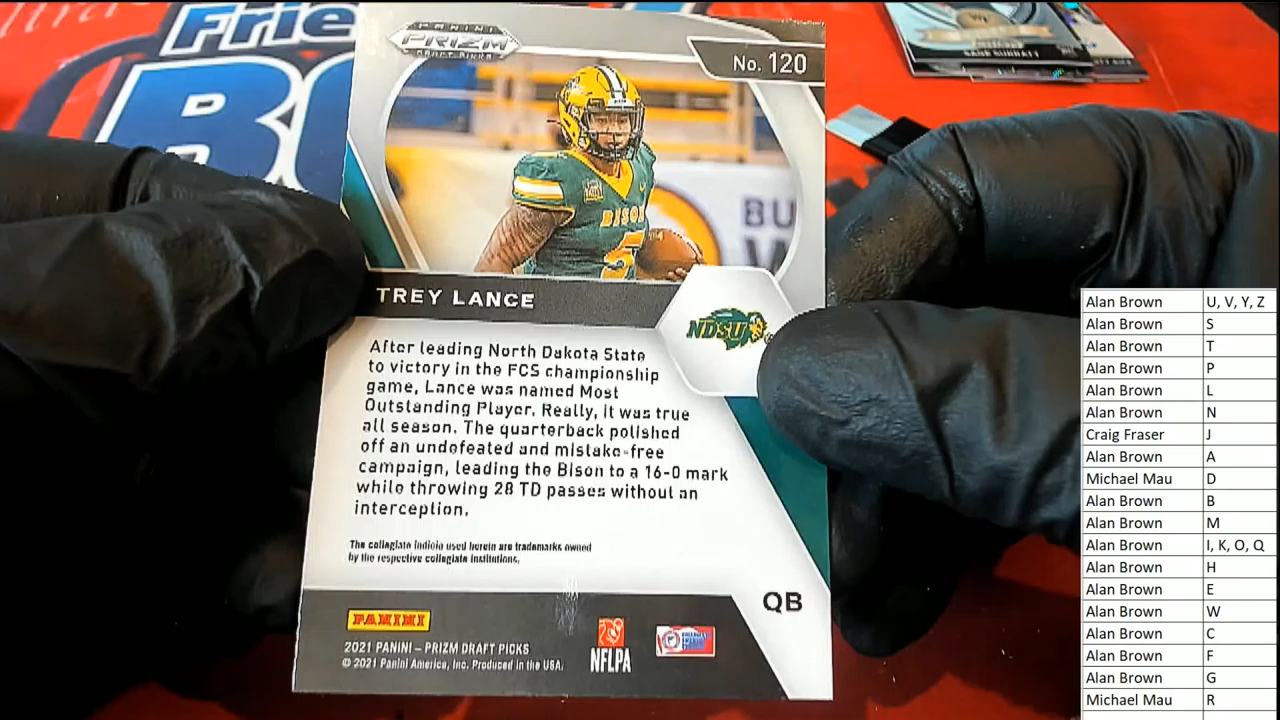 Frie
PANINI
PRIZM
DRAFT PICKS
No. 120
BISON
5
BU
W
TREY LANCE
NDSU
After leading North Dakota State
to victory in the FCS championship
game, Lance was named Most
Outstanding Player. Really, it was true
all season. The quarterback polished
off an undefeated and mistake-free
campaign, leading the Bison to a 16-0 mark
while throwing 28 TD passes without an
interception.
The collegiate indicia used herein are trademarks owned
by the respective collegiate institutions.
QB
PANINI
2021 PANINI – PRIZM DRAFT PICKS
© 2021 Panini America, Inc. Produced in the USA.
NFLPA
Alan Brown U, V, Y, Z
Alan Brown S
Alan Brown T
Alan Brown P
Alan Brown L
Alan Brown N
Craig Fraser J
Alan Brown A
Michael Mau D
Alan Brown B
Alan Brown M
Alan Brown I, K, O, Q
Alan Brown H
Alan Brown E
Alan Brown W
Alan Brown C
Alan Brown F
Alan Brown G
Michael Mau R